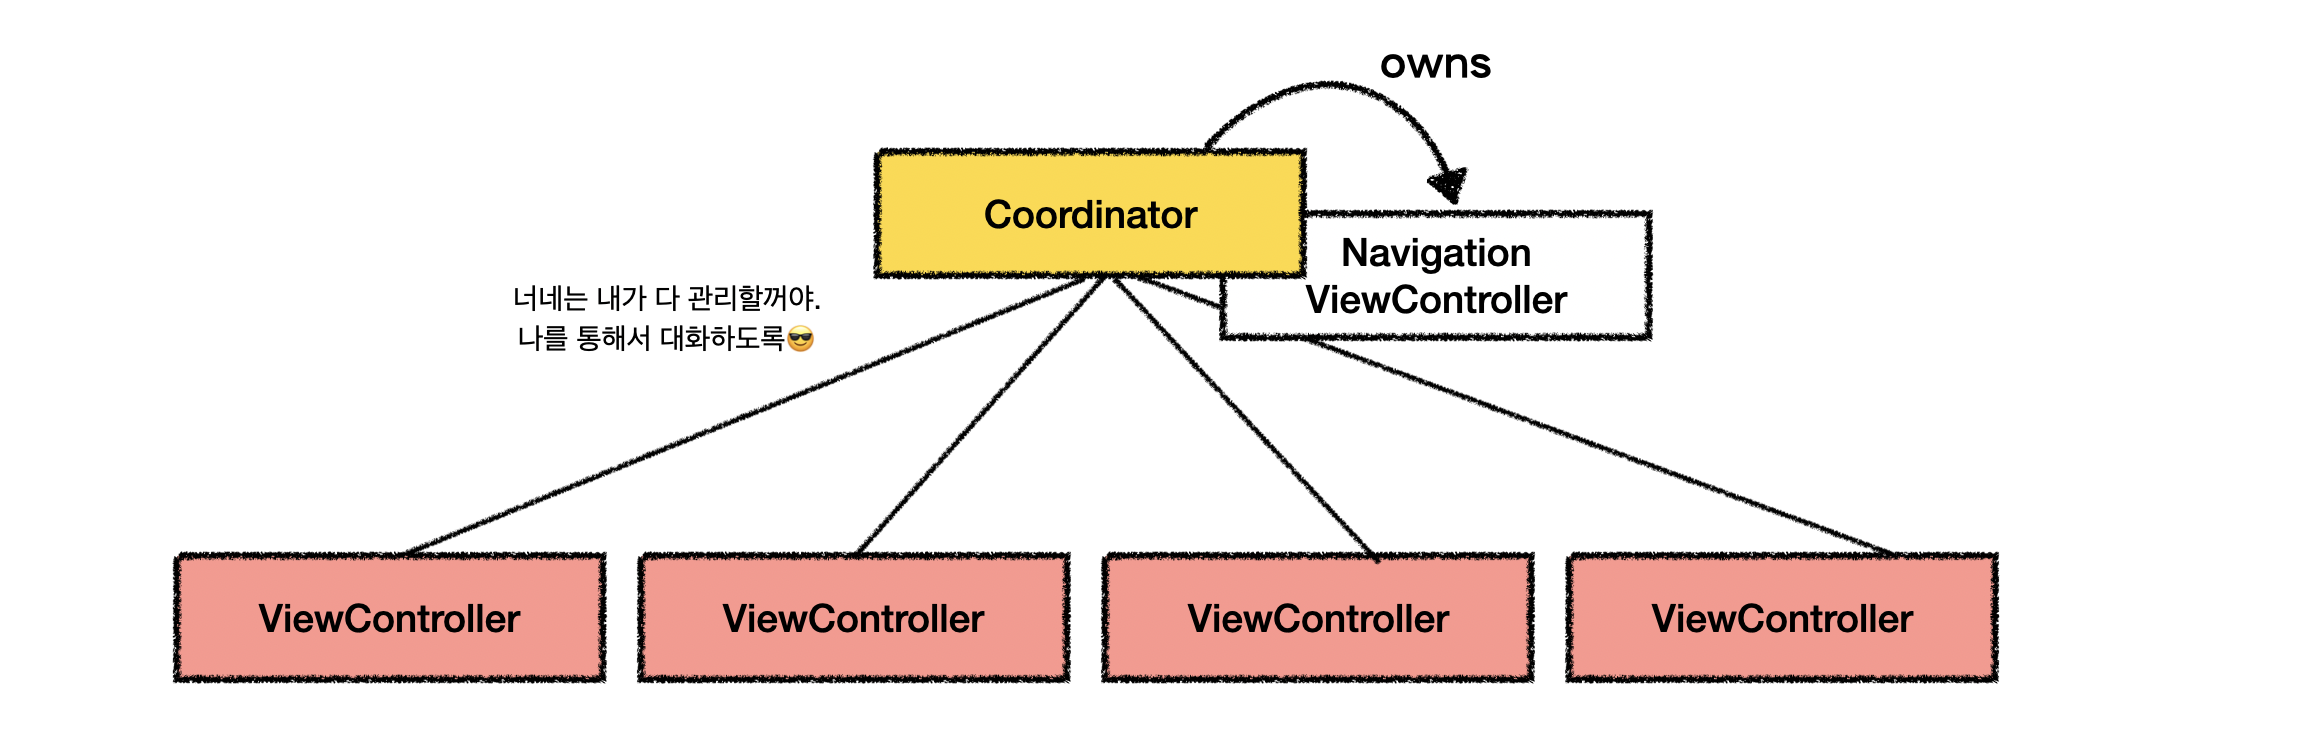 owns
Coordinator
Navigation
ViewController
너네는 내가 다 관리할꺼야.
나를 통해서 대화하도록😎
ViewController
ViewController
ViewController
ViewController